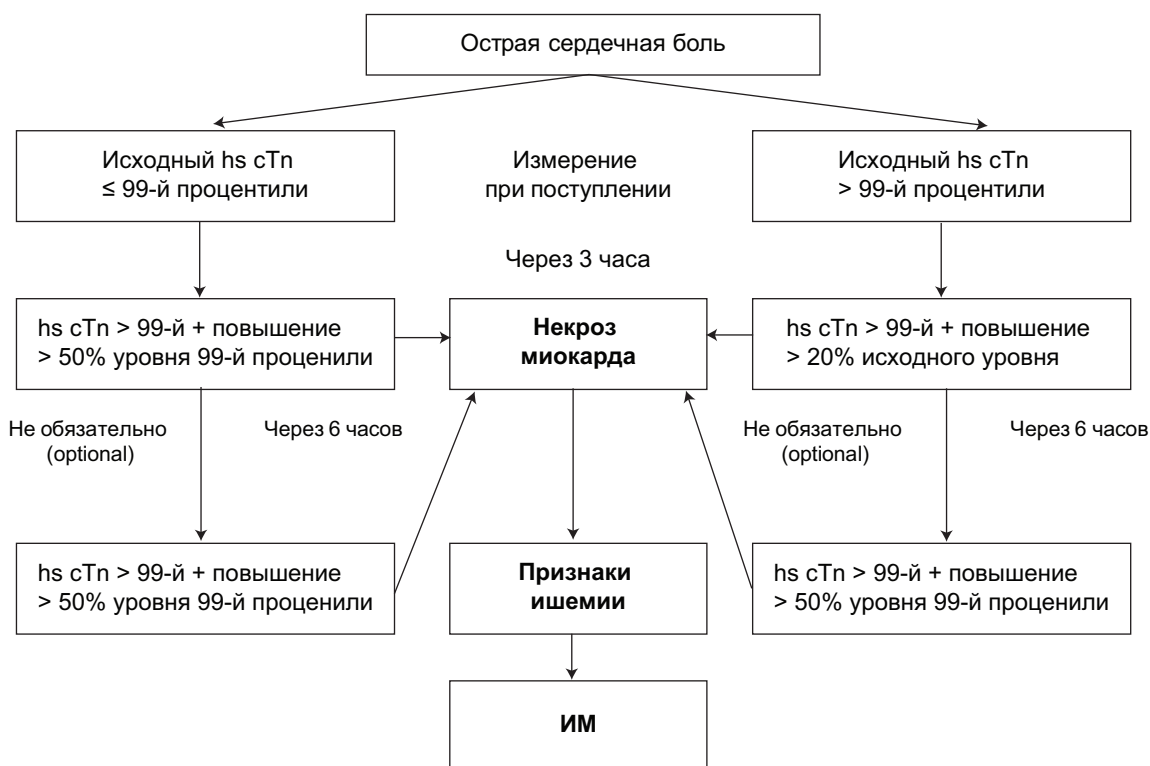 Острая сердечная боль
Исходный hs cTn
≤ 99-й процентили
Измерение
при поступлении
Исходный hs cTn
> 99-й процентили
Через 3 часа
hs cTn > 99-й + повышение
> 50% уровня 99-й проценили
Некроз
миокарда
hs cTn > 99-й + повышение
> 20% исходного уровня
Не обязательно
(optional)
Через 6 часов
Не обязательно
(optional)
Через 6 часов
hs cTn > 99-й + повышение
> 50% уровня 99-й проценили
Признаки
ишемии
hs cTn > 99-й + повышение
> 50% уровня 99-й проценили
ИМ